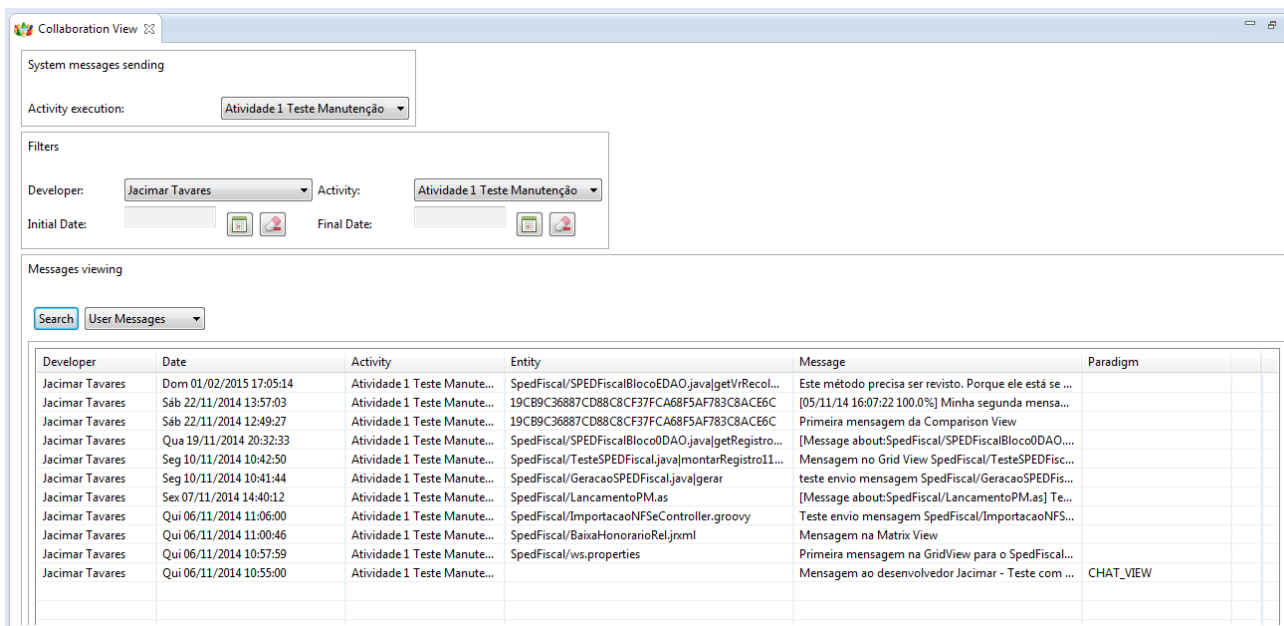 Collaboration View
System messages sending
Activity execution: Atividade 1 Teste Manutenção
Filters
Developer: Jacimar Tavares Activity: Atividade 1 Teste Manutenção
Initial Date: Final Date:
Messages viewing
Search User Messages
Developer Date Activity Entity Message Paradigm
Jacimar Tavares Dom 01/02/2015 17:05:14 Atividade 1 Teste Manute... SpedFiscal/SPEDFiscalBlocoEDAO.java|getVrRecol... Este método precisa ser revisto. Porque ele está se ...
Jacimar Tavares Sáb 22/11/2014 13:57:03 Atividade 1 Teste Manute... 19CB9C36887CD88C8CF37FCA68F5AF783C8ACE6C [05/11/14 16:07:22 100.0%] Minha segunda mensa...
Jacimar Tavares Sáb 22/11/2014 12:49:27 Atividade 1 Teste Manute... 19CB9C36887CD88C8CF37FCA68F5AF783C8ACE6C Primeira mensagem da Comparison View
Jacimar Tavares Qua 19/11/2014 20:32:33 Atividade 1 Teste Manute... SpedFiscal/SPEDFiscalBloco0DAO.java|getRegistro... [Message about:SpedFiscal/SPEDFiscalBloco0DAO....
Jacimar Tavares Seg 10/11/2014 10:42:50 Atividade 1 Teste Manute... SpedFiscal/TesteSPEDFiscal.java|montarRegistro11... Mensagem no Grid View SpedFiscal/TesteSPEDFisc...
Jacimar Tavares Seg 10/11/2014 10:41:44 Atividade 1 Teste Manute... SpedFiscal/GeracaoSPEDFiscal.java|gerar teste envio mensagem SpedFiscal/GeracaoSPEDFis...
Jacimar Tavares Sex 07/11/2014 14:40:12 Atividade 1 Teste Manute... SpedFiscal/LancamentoPM.as [Message about:SpedFiscal/LancamentoPM.as] Te...
Jacimar Tavares Qui 06/11/2014 11:06:00 Atividade 1 Teste Manute... SpedFiscal/ImportacaoNFSeController.groovy Teste envio mensagem SpedFiscal/ImportacaoNFS...
Jacimar Tavares Qui 06/11/2014 11:00:46 Atividade 1 Teste Manute... SpedFiscal/BaixaHonorarioRel.jrxml Mensagem na Matrix View
Jacimar Tavares Qui 06/11/2014 10:57:59 Atividade 1 Teste Manute... SpedFiscal/ws.properties Primeira mensagem na GridView para o SpedFiscal...
Jacimar Tavares Qui 06/11/2014 10:55:00 Atividade 1 Teste Manute... Mensagem ao desenvolvedor Jacimar - Teste com ... CHAT_VIEW